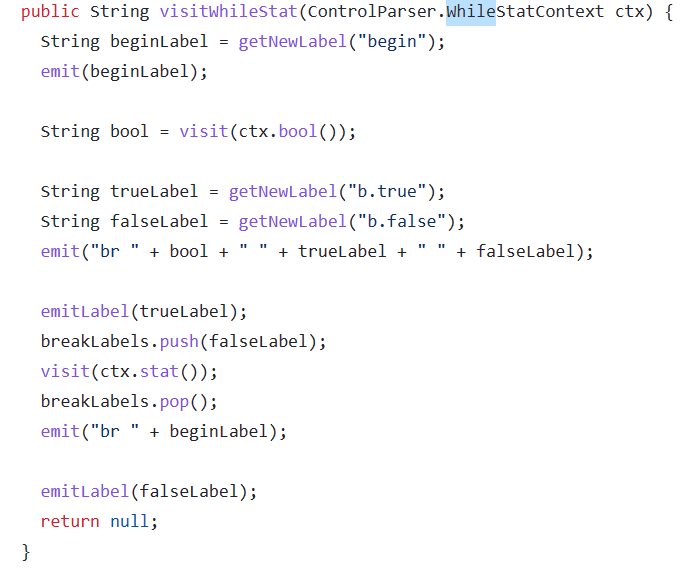 public String visitWhileStat(ControlParser.WhileStatContext ctx) {
  String beginLabel = getNewLabel("begin");
  emit(beginLabel);

  String bool = visit(ctx.bool());

  String trueLabel = getNewLabel("b.true");
  String falseLabel = getNewLabel("b.false");
  emit("br " + bool + " " + trueLabel + " " + falseLabel);

  emitLabel(trueLabel);
  breakLabels.push(falseLabel);
  visit(ctx.stat());
  breakLabels.pop();
  emit("br " + beginLabel);

  emitLabel(falseLabel);
  return null;
}